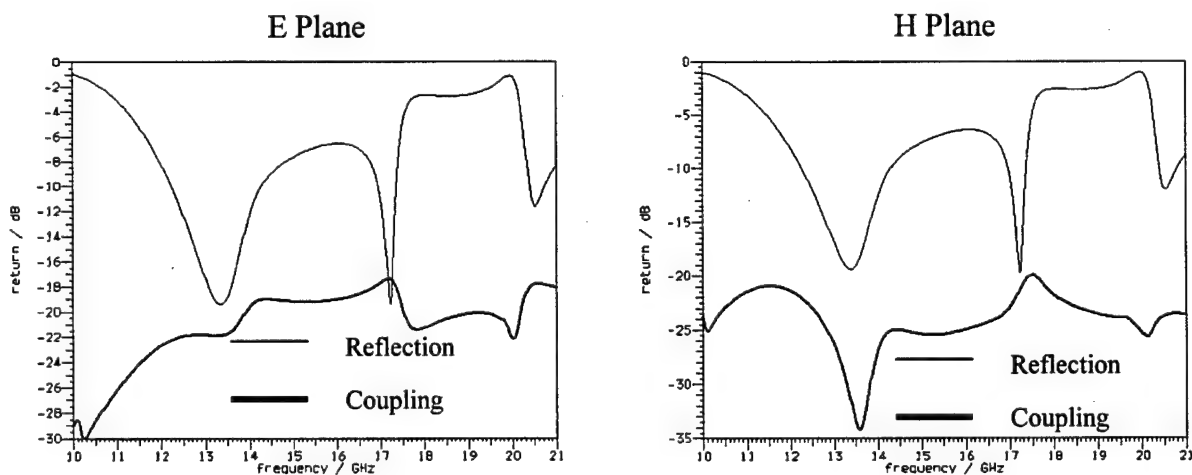 E Plane
0
-2
-4
-6
-8
-10
-12
-14
-16
-18
-20
-22
-24
-26
-28
-30
return / dB
Reflection
Coupling
10 11 12 13 14 15 16 17 18 19 20 21
frequency / GHz
H Plane
0
-5
-10
-15
-20
-25
-30
-35
return / dB
Reflection
Coupling
10 11 12 13 14 15 16 17 18 19 20 21
frequency / GHz